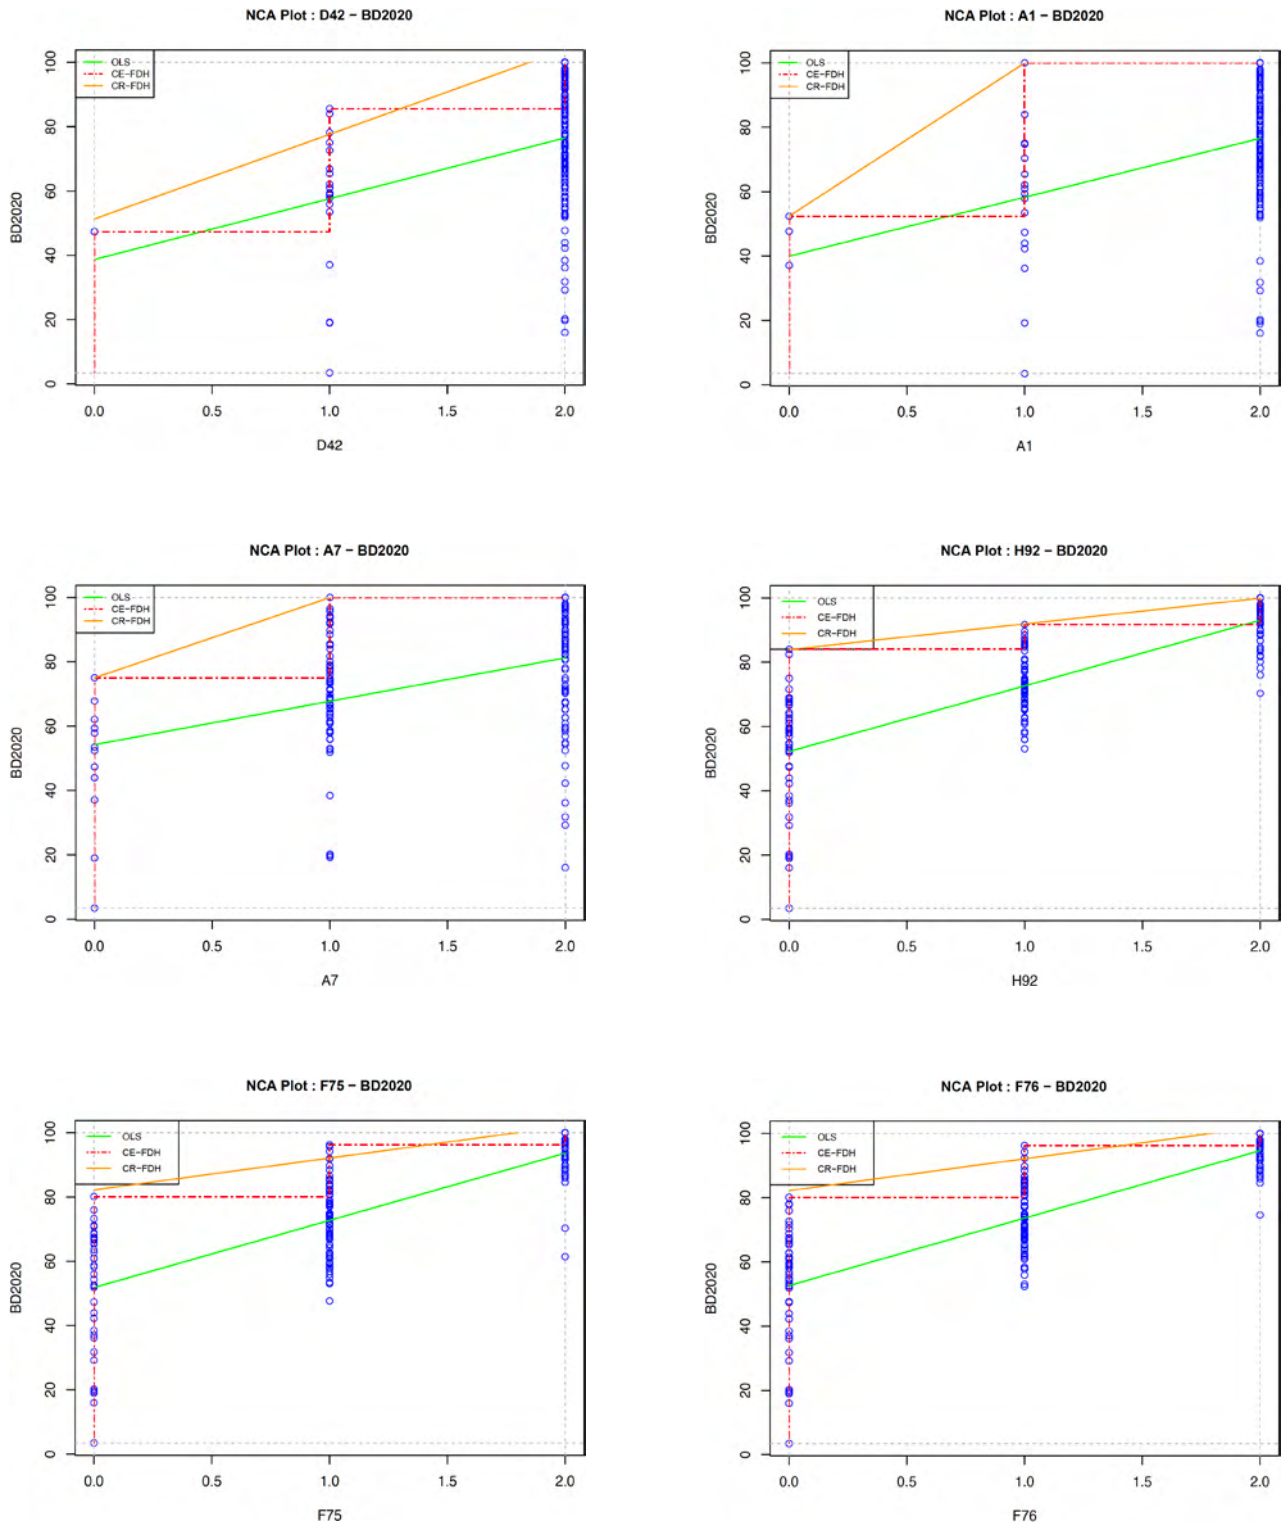 NCA Plot : D42 − BD2020
OLS
CE−FDH
CR−FDH
BD2020
0 20 40 60 80 100
0.0 0.5 1.0 1.5 2.0
D42
NCA Plot : A1 − BD2020
OLS
CE−FDH
CR−FDH
BD2020
0 20 40 60 80 100
0.0 0.5 1.0 1.5 2.0
A1
NCA Plot : A7 − BD2020
OLS
CE−FDH
CR−FDH
BD2020
0 20 40 60 80 100
0.0 0.5 1.0 1.5 2.0
A7
NCA Plot : H92 − BD2020
OLS
CE−FDH
CR−FDH
BD2020
0 20 40 60 80 100
0.0 0.5 1.0 1.5 2.0
H92
NCA Plot : F75 − BD2020
OLS
CE−FDH
CR−FDH
BD2020
0 20 40 60 80 100
0.0 0.5 1.0 1.5 2.0
F75
NCA Plot : F76 − BD2020
OLS
CE−FDH
CR−FDH
BD2020
0 20 40 60 80 100
0.0 0.5 1.0 1.5 2.0
F76